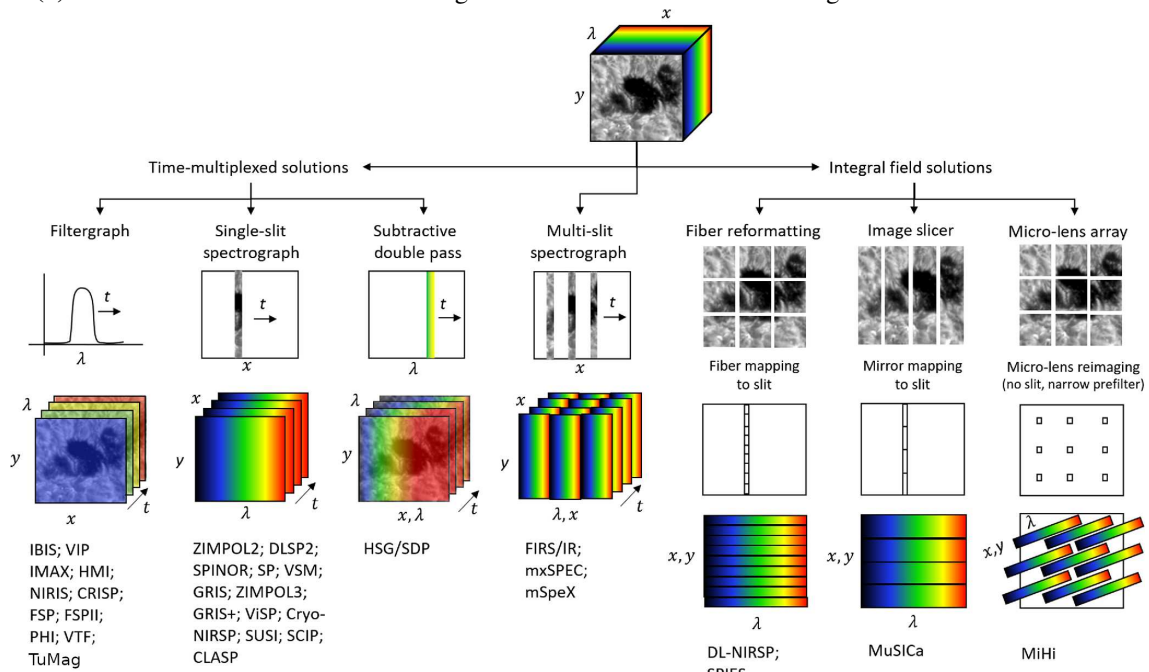 x
λ
y
Time-multiplexed solutions
Integral field solutions
Filtergraph
Single-slit
spectrograph
Subtractive
double pass
Multi-slit
spectrograph
Fiber reformatting
Image slicer
Micro-lens array
t
λ
t
x
t
λ
t
x
Fiber mapping
to slit
Mirror mapping
to slit
Micro-lens reimaging
(no slit, narrow prefilter)
λ
y
x
t
x
y
λ
t
λ
y
x, λ
t
x
y
λ, x
t
x, y
λ
x, y
λ
x,y
λ
IBIS; VIP
IMAX; HMI;
NIRIS; CRISP;
FSP; FSPII;
PHI; VTF;
TuMag
ZIMPOL2; DLSP2;
SPINOR; SP; VSM;
GRIS; ZIMPOL3;
GRIS+; ViSP; Cryo-
NIRSP; SUSI; SCIP;
CLASP
HSG/SDP
FIRS/IR;
mxSPEC;
mSpeX
DL-NIRSP;
MuSICa
MiHi